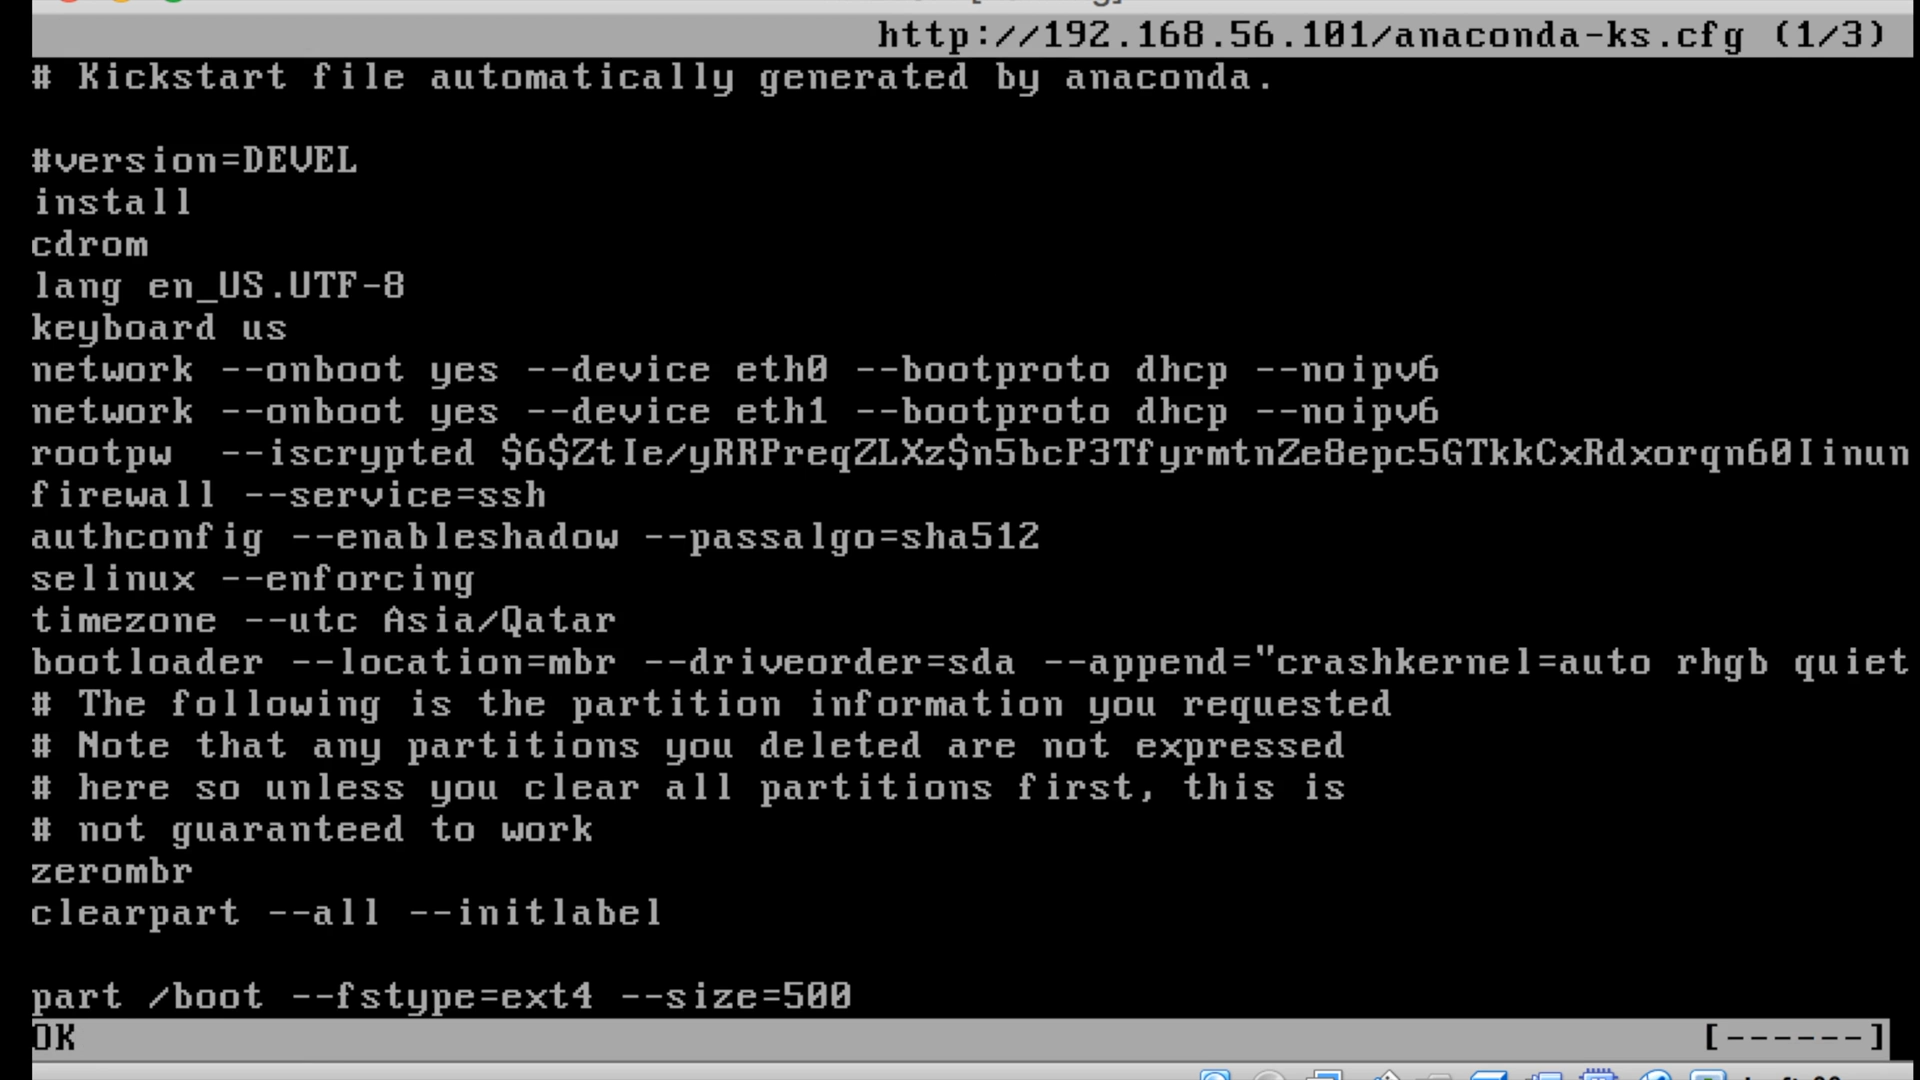 http://192.168.56.101/anaconda-ks.cfg (1/3)
# Kickstart file automatically generated by anaconda.
#version=DEVEL
install
cdrom
lang en_US.UTF-8
keyboard us
network --onboot yes --device eth0 --bootproto dhcp --noipv6
network --onboot yes --device eth1 --bootproto dhcp --noipv6
rootpw  --iscrypted $6$ZtIe/yRRPreqZLXz$n5bcP3TfyrmtnZe8epc5GTkkCxRdxorqn60Iinun
firewall --service=ssh
authconfig --enableshadow --passalgo=sha512
selinux --enforcing
timezone --utc Asia/Qatar
bootloader --location=mbr --driveorder=sda --append="crashkernel=auto rhgb quiet
# The following is the partition information you requested
# Note that any partitions you deleted are not expressed
# here so unless you clear all partitions first, this is
# not guaranteed to work
zerombr
clearpart --all --initlabel
part /boot --fstype=ext4 --size=500
OK [------]